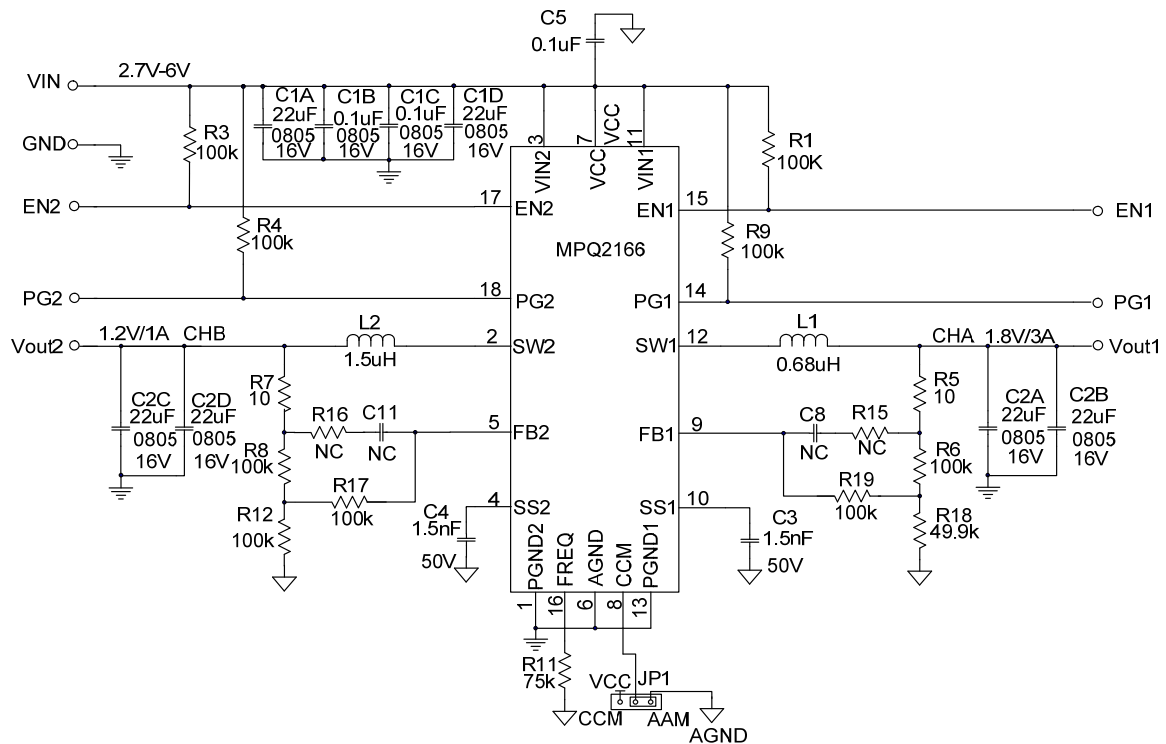 C5
0.1uF
VIN
2.7V-6V
GND
R3
100k
C1A
22uF
0805
16V
C1B
0.1uF
0805
16V
C1C
0.1uF
0805
16V
C1D
22uF
0805
16V
3
7
VCC
11
VIN2
VCC
VIN1
R1
100K
EN2
17
EN2
EN1
15
EN1
R4
100k
MPQ2166
R9
100k
PG2
18
PG2
PG1
14
PG1
Vout2
1.2V/1A
CHB
L2
1.5uH
2
SW2
SW1
12
L1
0.68uH
CHA
1.8V/3A
Vout1
C2C
22uF
0805
16V
C2D
22uF
0805
16V
R7
10
R16
NC
C11
NC
5
FB2
FB1
9
C8
NC
R15
NC
R5
10
C2A
22uF
0805
16V
C2B
22uF
0805
16V
R8
100k
R17
100k
R12
100k
R6
100k
R19
100k
R18
49.9k
C4
1.5nF
50V
4
SS2
SS1
10
C3
1.5nF
50V
PGND2
FREQ
AGND
CCM
PGND1
1
16
6
8
13
R11
75k
VCC
JP1
CCM
AAM
AGND